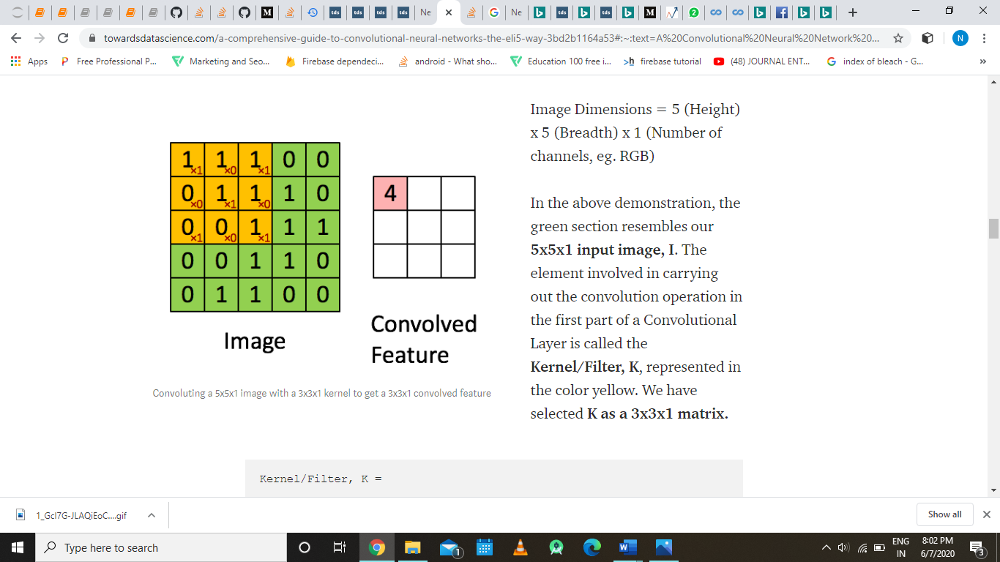 tds tds tds tds Ne Ne tds tds M 2
towardsdatascience.com/a-comprehensive-guide-to-convolutional-neural-networks-the-eli5-way-3bd2b1164a53#:~:text=A%20Convolutional%20Neural%20Network%20... N
Apps Free Professional P... Marketing and Seo... Firebase dependeci... android - What sho... Education 100 free i... >h firebase tutorial (48) JOURNAL ENT... index of bleach - G... »
Image Dimensions = 5 (Height)
x 5 (Breadth) x 1 (Number of
channels, eg. RGB)
In the above demonstration, the
green section resembles our
5x5x1 input image, I. The
element involved in carrying
out the convolution operation in
the first part of a Convolutional
Layer is called the
Kernel/Filter, K, represented in
the color yellow. We have
selected K as a 3x3x1 matrix.
1×1 1×0 1×1 0 0
0×0 1×1 1×0 1 0
0×1 0×0 1×1 1 1
0 0 1 1 0
0 1 1 0 0
Image
4
Convolved
Feature
Convoluting a 5x5x1 image with a 3x3x1 kernel to get a 3x3x1 convolved feature
Kernel/Filter, K =
1_GcI7G-JLAQiEoC....gif
Show all
Type here to search
1
ENG
IN
8:02 PM
6/7/2020
3